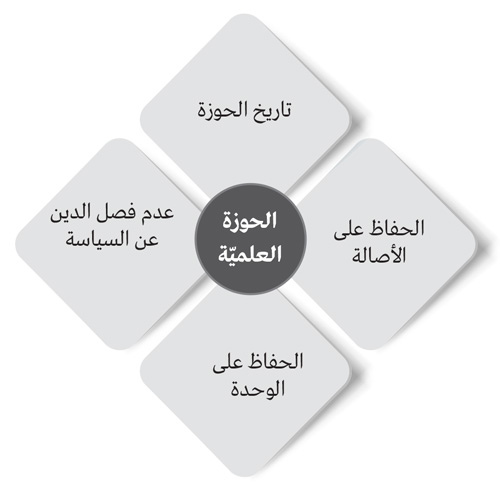 تاريخ الحوزة
الحفاظ على
الأصالة
الحوزة
العلميّة
عدم فصل الدين
عن السياسة
الحفاظ على
الوحدة